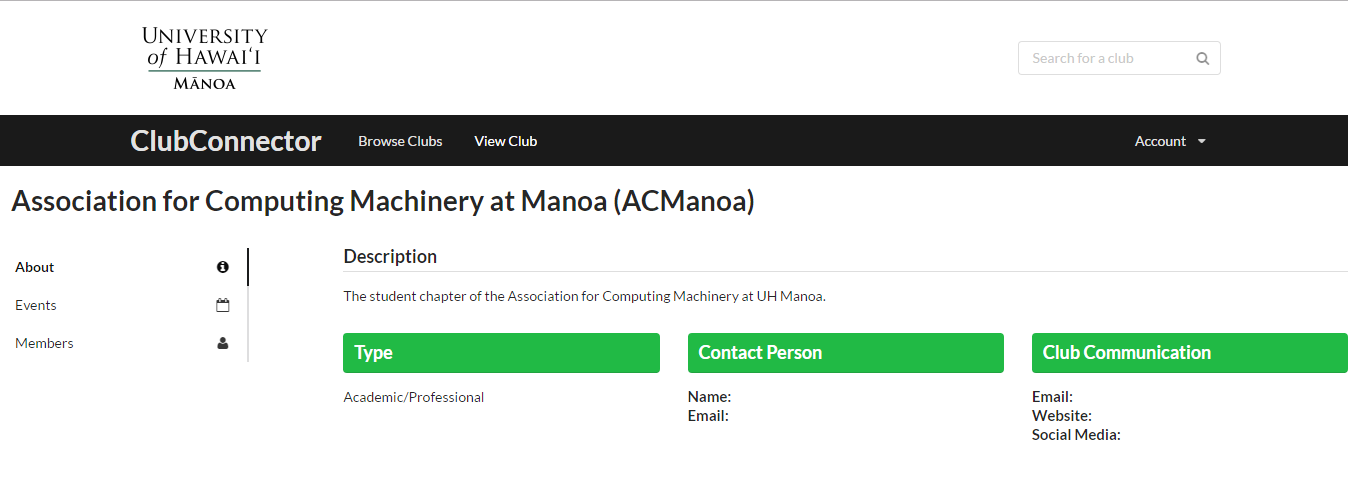 UNIVERSITY
of HAWAIʻI
MĀNOA
Search for a club
ClubConnector
Browse Clubs
View Club
Account
Association for Computing Machinery at Manoa (ACManoa)
About
Events
Members
Description
The student chapter of the Association for Computing Machinery at UH Manoa.
Type
Academic/Professional
Contact Person
Name:
Email:
Club Communication
Email:
Website:
Social Media: